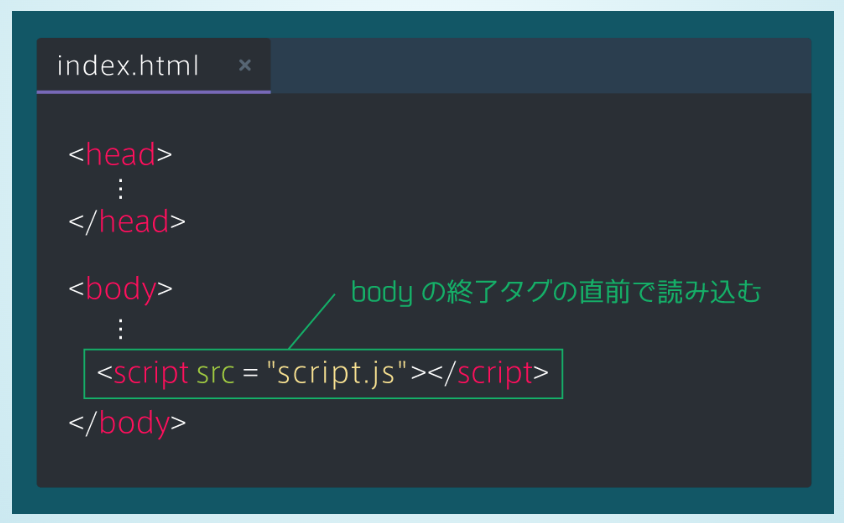 index.html ×
<head>
⋮
</head>
<body>
body の終了タグの直前で読み込む
⋮
<script src = "script.js"></script>
</body>